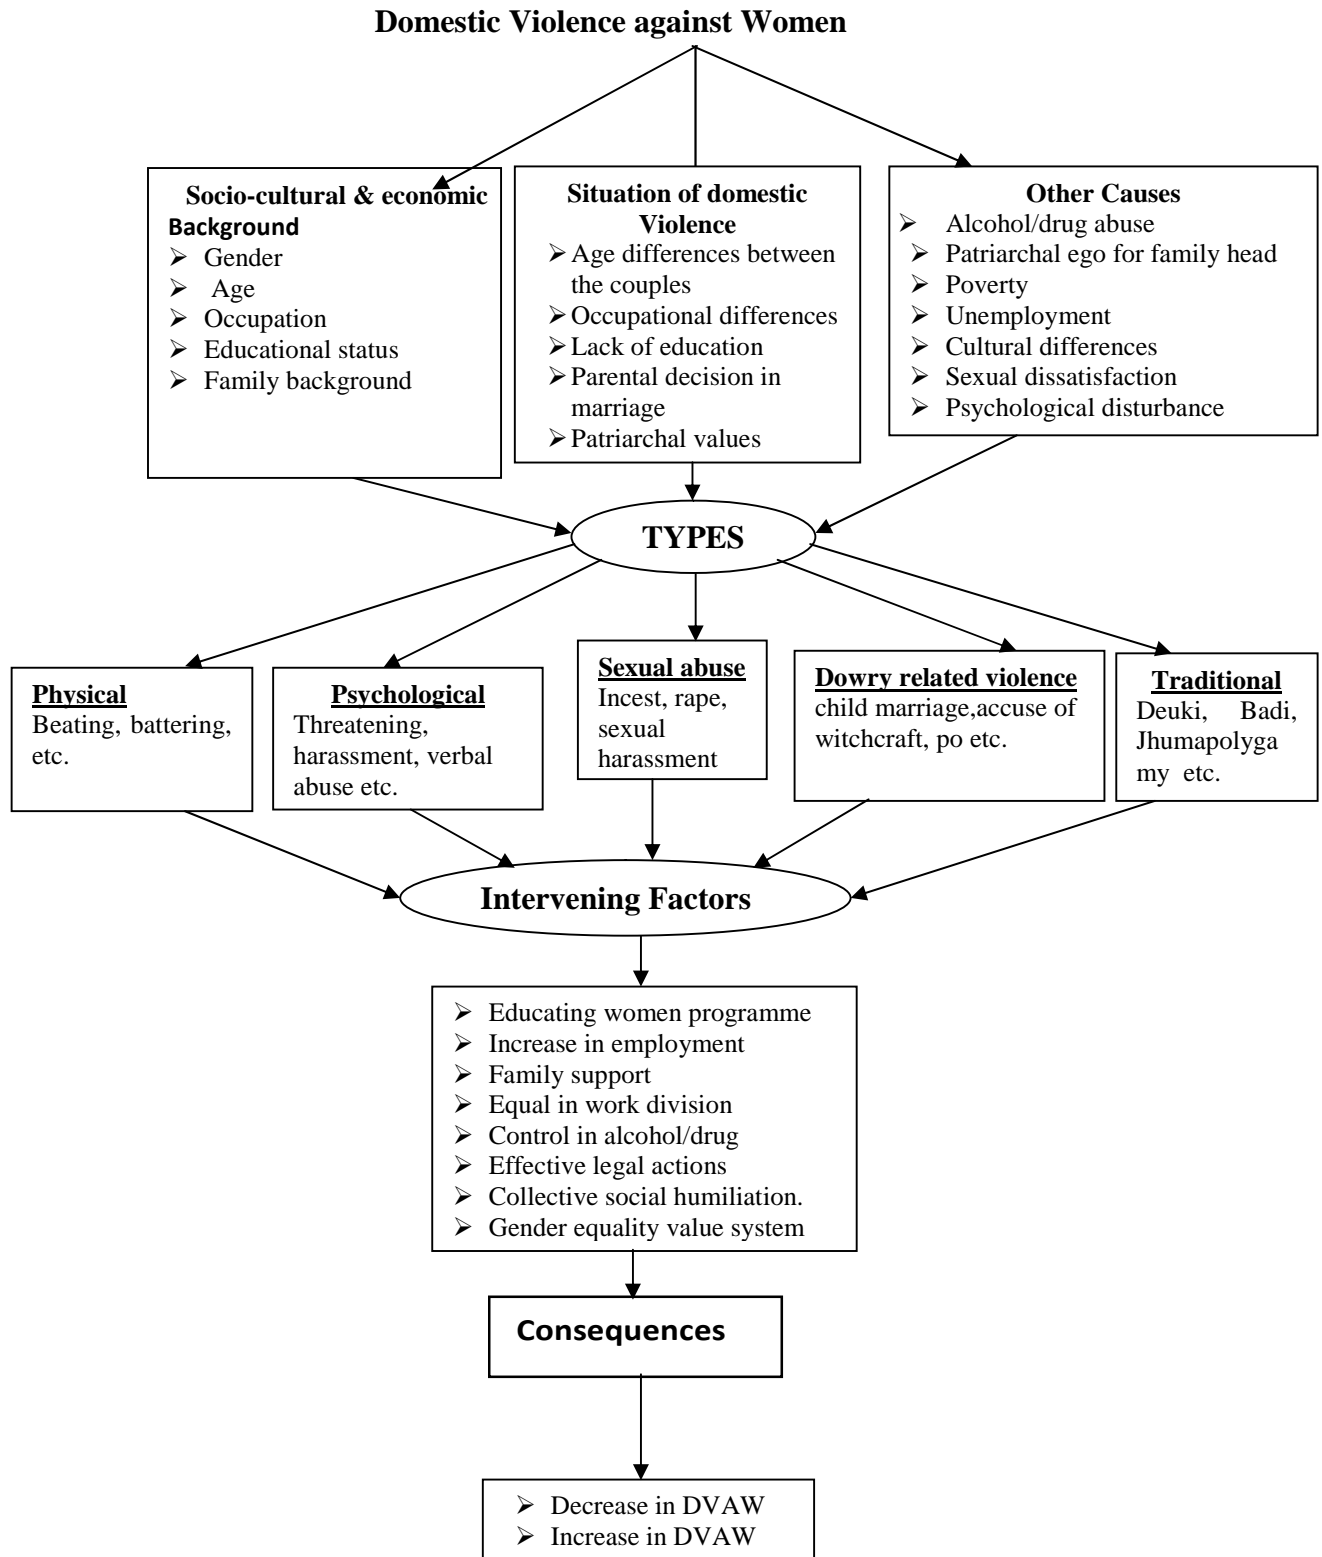 Domestic Violence against Women
Socio-cultural & economic
Background
➢ Gender
➢ Age
➢ Occupation
➢ Educational status
➢ Family background
Situation of domestic
Violence
➢ Age differences between
the couples
➢ Occupational differences
➢ Lack of education
➢ Parental decision in
marriage
➢ Patriarchal values
Other Causes
➢ Alcohol/drug abuse
➢ Patriarchal ego for family head
➢ Poverty
➢ Unemployment
➢ Cultural differences
➢ Sexual dissatisfaction
➢ Psychological disturbance
TYPES
Physical
Beating, battering,
etc.
Psychological
Threatening,
harassment, verbal
abuse etc.
Sexual abuse
Incest, rape,
sexual
harassment
Dowry related violence
child marriage,accuse of
witchcraft, po etc.
Traditional
Deuki, Badi,
Jhumapolyga
my etc.
Intervening Factors
➢ Educating women programme
➢ Increase in employment
➢ Family support
➢ Equal in work division
➢ Control in alcohol/drug
➢ Effective legal actions
➢ Collective social humiliation.
➢ Gender equality value system
Consequences
➢ Decrease in DVAW
➢ Increase in DVAW